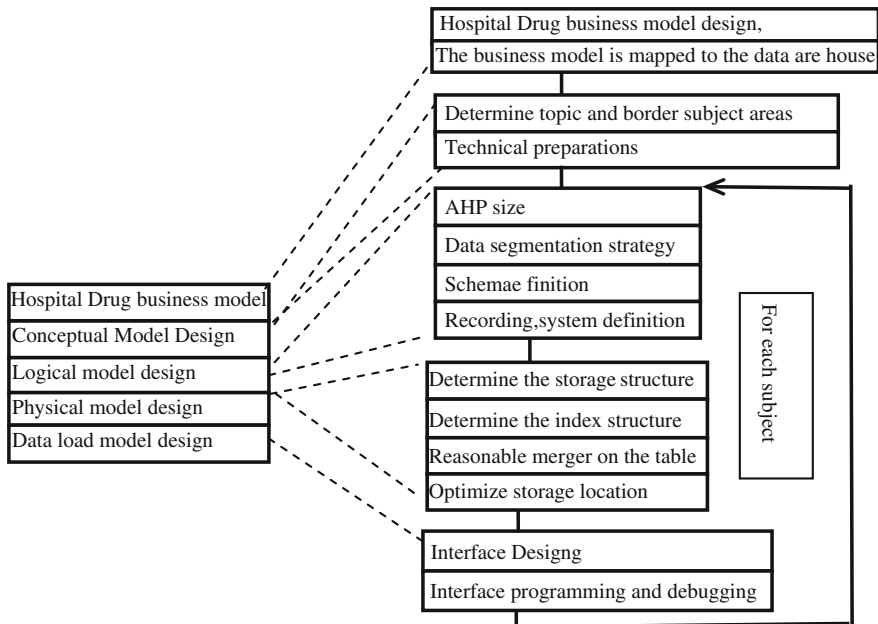 Hospital Drug business model design,
The business model is mapped to the data are house
Determine topic and border subject areas
Technical preparations
AHP size
Data segmentation strategy
Schemae finition
Recording,system definition
Hospital Drug business model
Conceptual Model Design
Logical model design
Physical model design
Data load model design
For each subject
Determine the storage structure
Determine the index structure
Reasonable merger on the table
Optimize storage location
Interface Designg
Interface programming and debugging